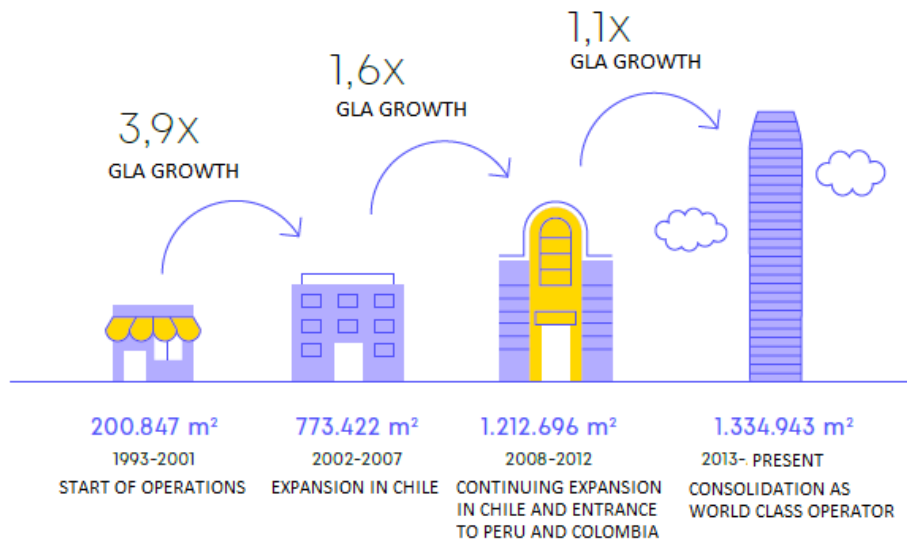 1,1x
GLA GROWTH
1,6x
GLA GROWTH
3,9x
GLA GROWTH
200.847 m²
1993-2001
START OF OPERATIONS
773.422 m²
2002-2007
EXPANSION IN CHILE
1.212.696 m²
2008-2012
CONTINUING EXPANSION
IN CHILE AND ENTRANCE
TO PERU AND COLOMBIA
1.334.943 m²
2013-. PRESENT
CONSOLIDATION AS
WORLD CLASS OPERATOR